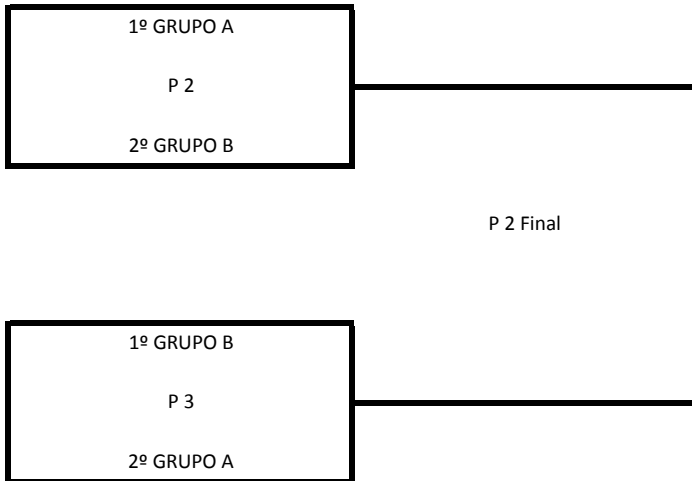 1º GRUPO A
P 2
2º GRUPO B
P 2 Final
1º GRUPO B
P 3
2º GRUPO A